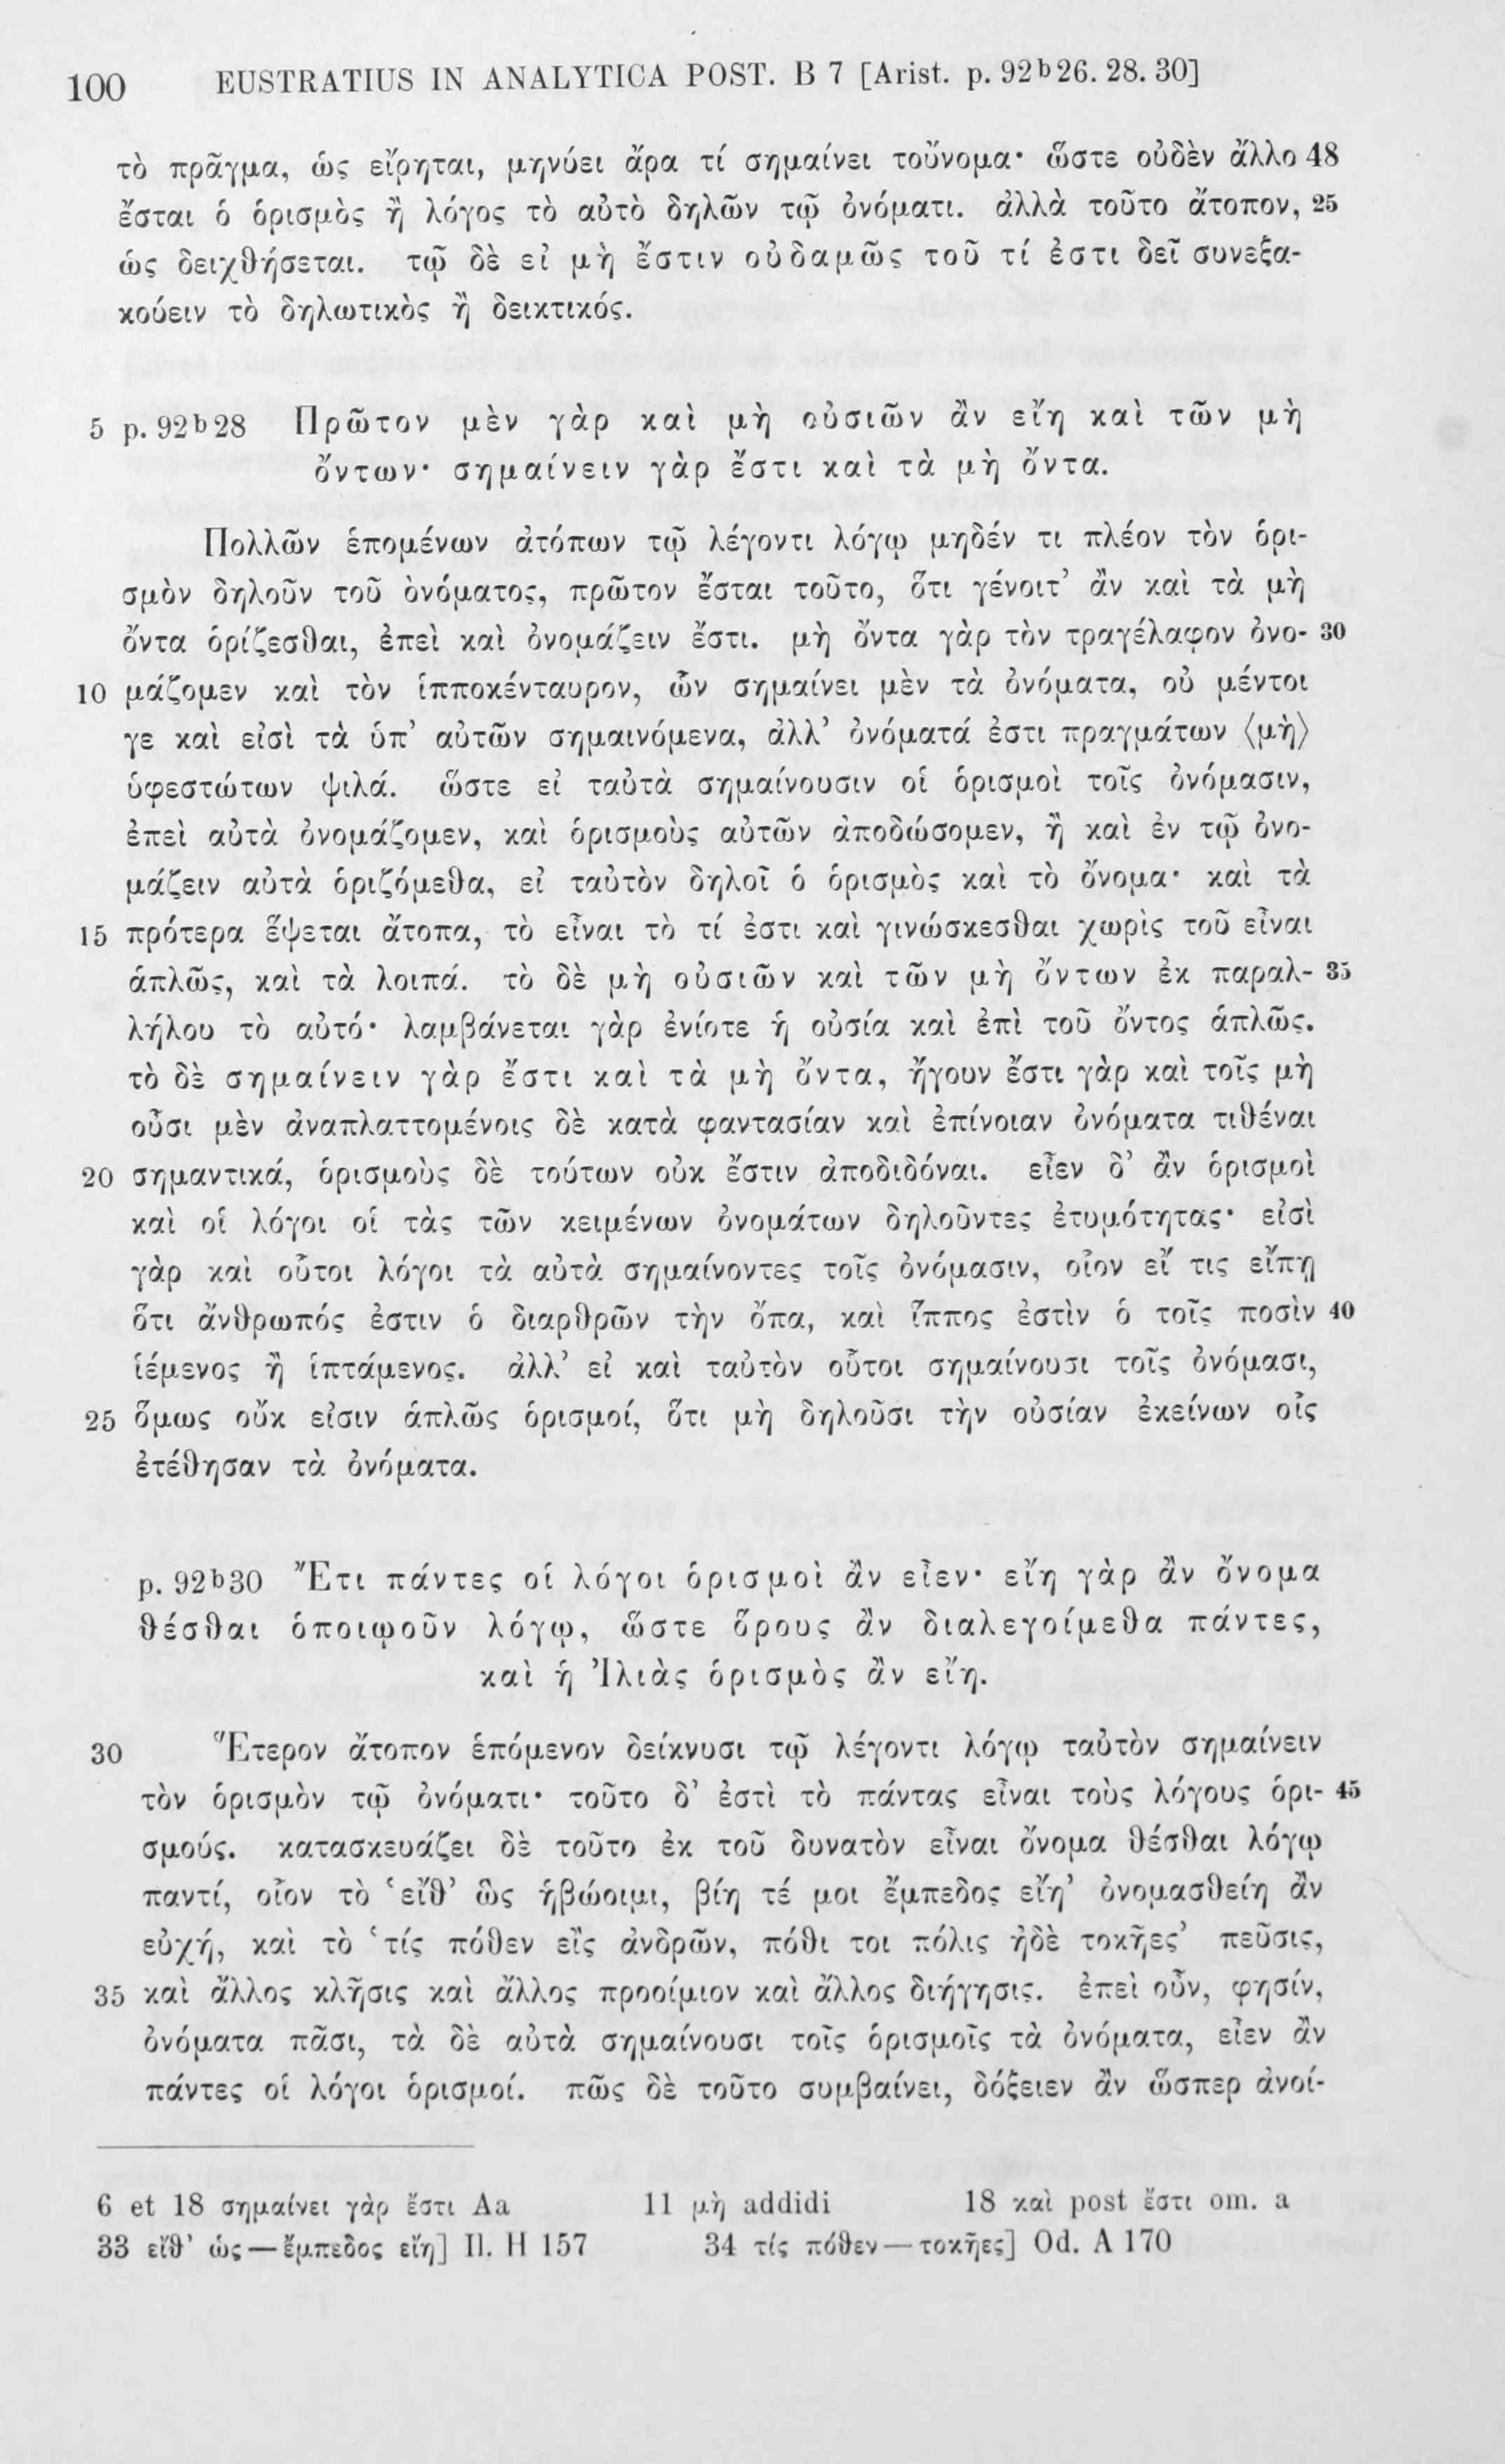 100 EUSTRATIUS IN ANALYTICA POST. B 7 [Arist. p. 92b26. 28. 30]
τὸ πρᾶγμα, ὡς εἴρηται, μηνύει ἄρα τί σημαίνει τοὔνομα· ὥστε οὐδὲν ἄλλο 48
ἔσται ὁ ὁρισμὸς ἢ λόγος τὸ αὐτὸ δηλῶν τῷ ὀνόματι. ἀλλὰ τοῦτο ἄτοπον, 25
ὡς δειχθήσεται. τῷ δὲ εἰ μὴ ἔστιν οὐδαμῶς τοῦ τί ἐστι δεῖ συνεξα-
κούειν τὸ δηλωτικὸς ἢ δεικτικός.
5 p. 92b28 Πρῶτον μὲν γὰρ καὶ μὴ οὐσιῶν ἂν εἴη καὶ τῶν μὴ
ὄντων· σημαίνειν γὰρ ἔστι καὶ τὰ μὴ ὄντα.
Πολλῶν ἑπομένων ἀτόπων τῷ λέγοντι λόγῳ μηδέν τι πλέον τὸν ὁρι-
σμὸν δηλοῦν τοῦ ὀνόματος, πρῶτον ἔσται τοῦτο, ὅτι γένοιτ’ ἂν καὶ τὰ μὴ
ὄντα ὁρίζεσθαι, ἐπεὶ καὶ ὀνομάζειν ἔστι. μὴ ὄντα γὰρ τὸν τραγέλαφον ὀνο- 30
10 μάζομεν καὶ τὸν ἱπποκένταυρον, ὧν σημαίνει μὲν τὰ ὀνόματα, οὐ μέντοι
γε καὶ εἰσὶ τὰ ὑπ’ αὐτῶν σημαινόμενα, ἀλλ’ ὀνόματά ἐστι πραγμάτων ⟨μὴ⟩
ὑφεστώτων ψιλά. ὥστε εἰ ταὐτὰ σημαίνουσιν οἱ ὁρισμοὶ τοῖς ὀνόμασιν,
ἐπεὶ αὐτὰ ὀνομάζομεν, καὶ ὁρισμοὺς αὐτῶν ἀποδώσομεν, ἢ καὶ ἐν τῷ ὀνο-
μάζειν αὐτὰ ὁριζόμεθα, εἰ ταὐτὸν δηλοῖ ὁ ὁρισμὸς καὶ τὸ ὄνομα· καὶ τὰ
15 πρότερα ἕψεται ἄτοπα, τὸ εἶναι τὸ τί ἐστι καὶ γινώσκεσθαι χωρὶς τοῦ εἶναι
ἁπλῶς, καὶ τὰ λοιπά. τὸ δὲ μὴ οὐσιῶν καὶ τῶν μὴ ὄντων ἐκ παραλ- 35
λήλου τὸ αὐτό· λαμβάνεται γὰρ ἐνίοτε ἡ οὐσία καὶ ἐπὶ τοῦ ὄντος ἁπλῶς.
τὸ δὲ σημαίνειν γὰρ ἔστι καὶ τὰ μὴ ὄντα, ἤγουν ἔστι γὰρ καὶ τοῖς μὴ
οὖσι μὲν ἀναπλαττομένοις δὲ κατὰ φαντασίαν καὶ ἐπίνοιαν ὀνόματα τιθέναι
20 σημαντικά, ὁρισμοὺς δὲ τούτων οὐκ ἔστιν ἀποδιδόναι. εἶεν δ’ ἂν ὁρισμοὶ
καὶ οἱ λόγοι οἱ τὰς τῶν κειμένων ὀνομάτων δηλοῦντες ἐτυμότητας· εἰσὶ
γὰρ καὶ οὗτοι λόγοι τὰ αὐτὰ σημαίνοντες τοῖς ὀνόμασιν, οἷον εἴ τις εἴπῃ
ὅτι ἄνθρωπός ἐστιν ὁ διαρθρῶν τὴν ὄπα, καὶ ἵππος ἐστὶν ὁ τοῖς ποσὶν 40
ἱέμενος ἢ ἱπτάμενος. ἀλλ’ εἰ καὶ ταὐτὸν οὗτοι σημαίνουσι τοῖς ὀνόμασι,
25 ὅμως οὔκ εἰσιν ἁπλῶς ὁρισμοί, ὅτι μὴ δηλοῦσι τὴν οὐσίαν ἐκείνων οἷς
ἐτέθησαν τὰ ὀνόματα.
p. 92b30 Ἔτι πάντες οἱ λόγοι ὁρισμοὶ ἂν εἶεν· εἴη γὰρ ἂν ὄνομα
θέσθαι ὁποιῳοῦν λόγῳ, ὥστε ὅρους ἂν διαλεγοίμεθα πάντες,
καὶ ἡ Ἰλιὰς ὁρισμὸς ἂν εἴη.
30 Ἕτερον ἄτοπον ἑπόμενον δείκνυσι τῷ λέγοντι λόγῳ ταὐτὸν σημαίνειν
τὸν ὁρισμὸν τῷ ὀνόματι· τοῦτο δ’ ἐστὶ τὸ πάντας εἶναι τοὺς λόγους ὁρι- 45
σμούς. κατασκευάζει δὲ τοῦτο ἐκ τοῦ δυνατὸν εἶναι ὄνομα θέσθαι λόγῳ
παντί, οἷον τὸ ‘εἴθ’ ὣς ἡβώοιμι, βίη τέ μοι ἔμπεδος εἴη’ ὀνομασθείη ἂν
εὐχή, καὶ τὸ ‘τίς πόθεν εἲς ἀνδρῶν, πόθι τοι πόλις ἠδὲ τοκῆες’ πεῦσις,
35 καὶ ἄλλος κλῆσις καὶ ἄλλος προοίμιον καὶ ἄλλος διήγησις. ἐπεὶ οὖν, φησίν,
ὀνόματα πᾶσι, τὰ δὲ αὐτὰ σημαίνουσι τοῖς ὁρισμοῖς τὰ ὀνόματα, εἶεν ἂν
πάντες οἱ λόγοι ὁρισμοί. πῶς δὲ τοῦτο συμβαίνει, δόξειεν ἂν ὥσπερ ἀνοί-
6 et 18 σημαίνει γὰρ ἔστι Aa 11 μὴ addidi 18 καὶ post ἔστι om. a
33 εἴθ’ ὡς — ἔμπεδος εἴη] Il. H 157 34 τίς πόθεν — τοκῆες] Od. A 170